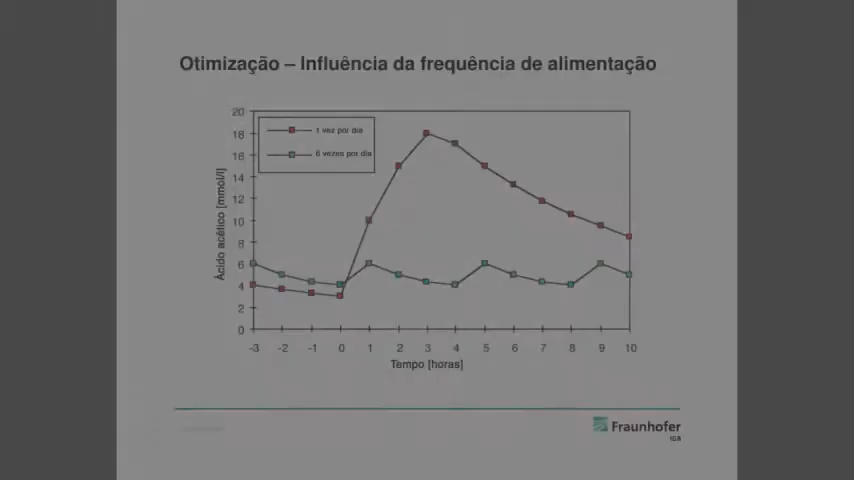 Otimização – Influência da frequência de alimentação
20
18
16
14
12
10
8
6
4
2
0
1 vez por dia
6 vezes por dia
Ácido acético [mmol/l]
-3 -2 -1 0 1 2 3 4 5 6 7 8 9 10
Tempo [horas]
Fraunhofer
IGB